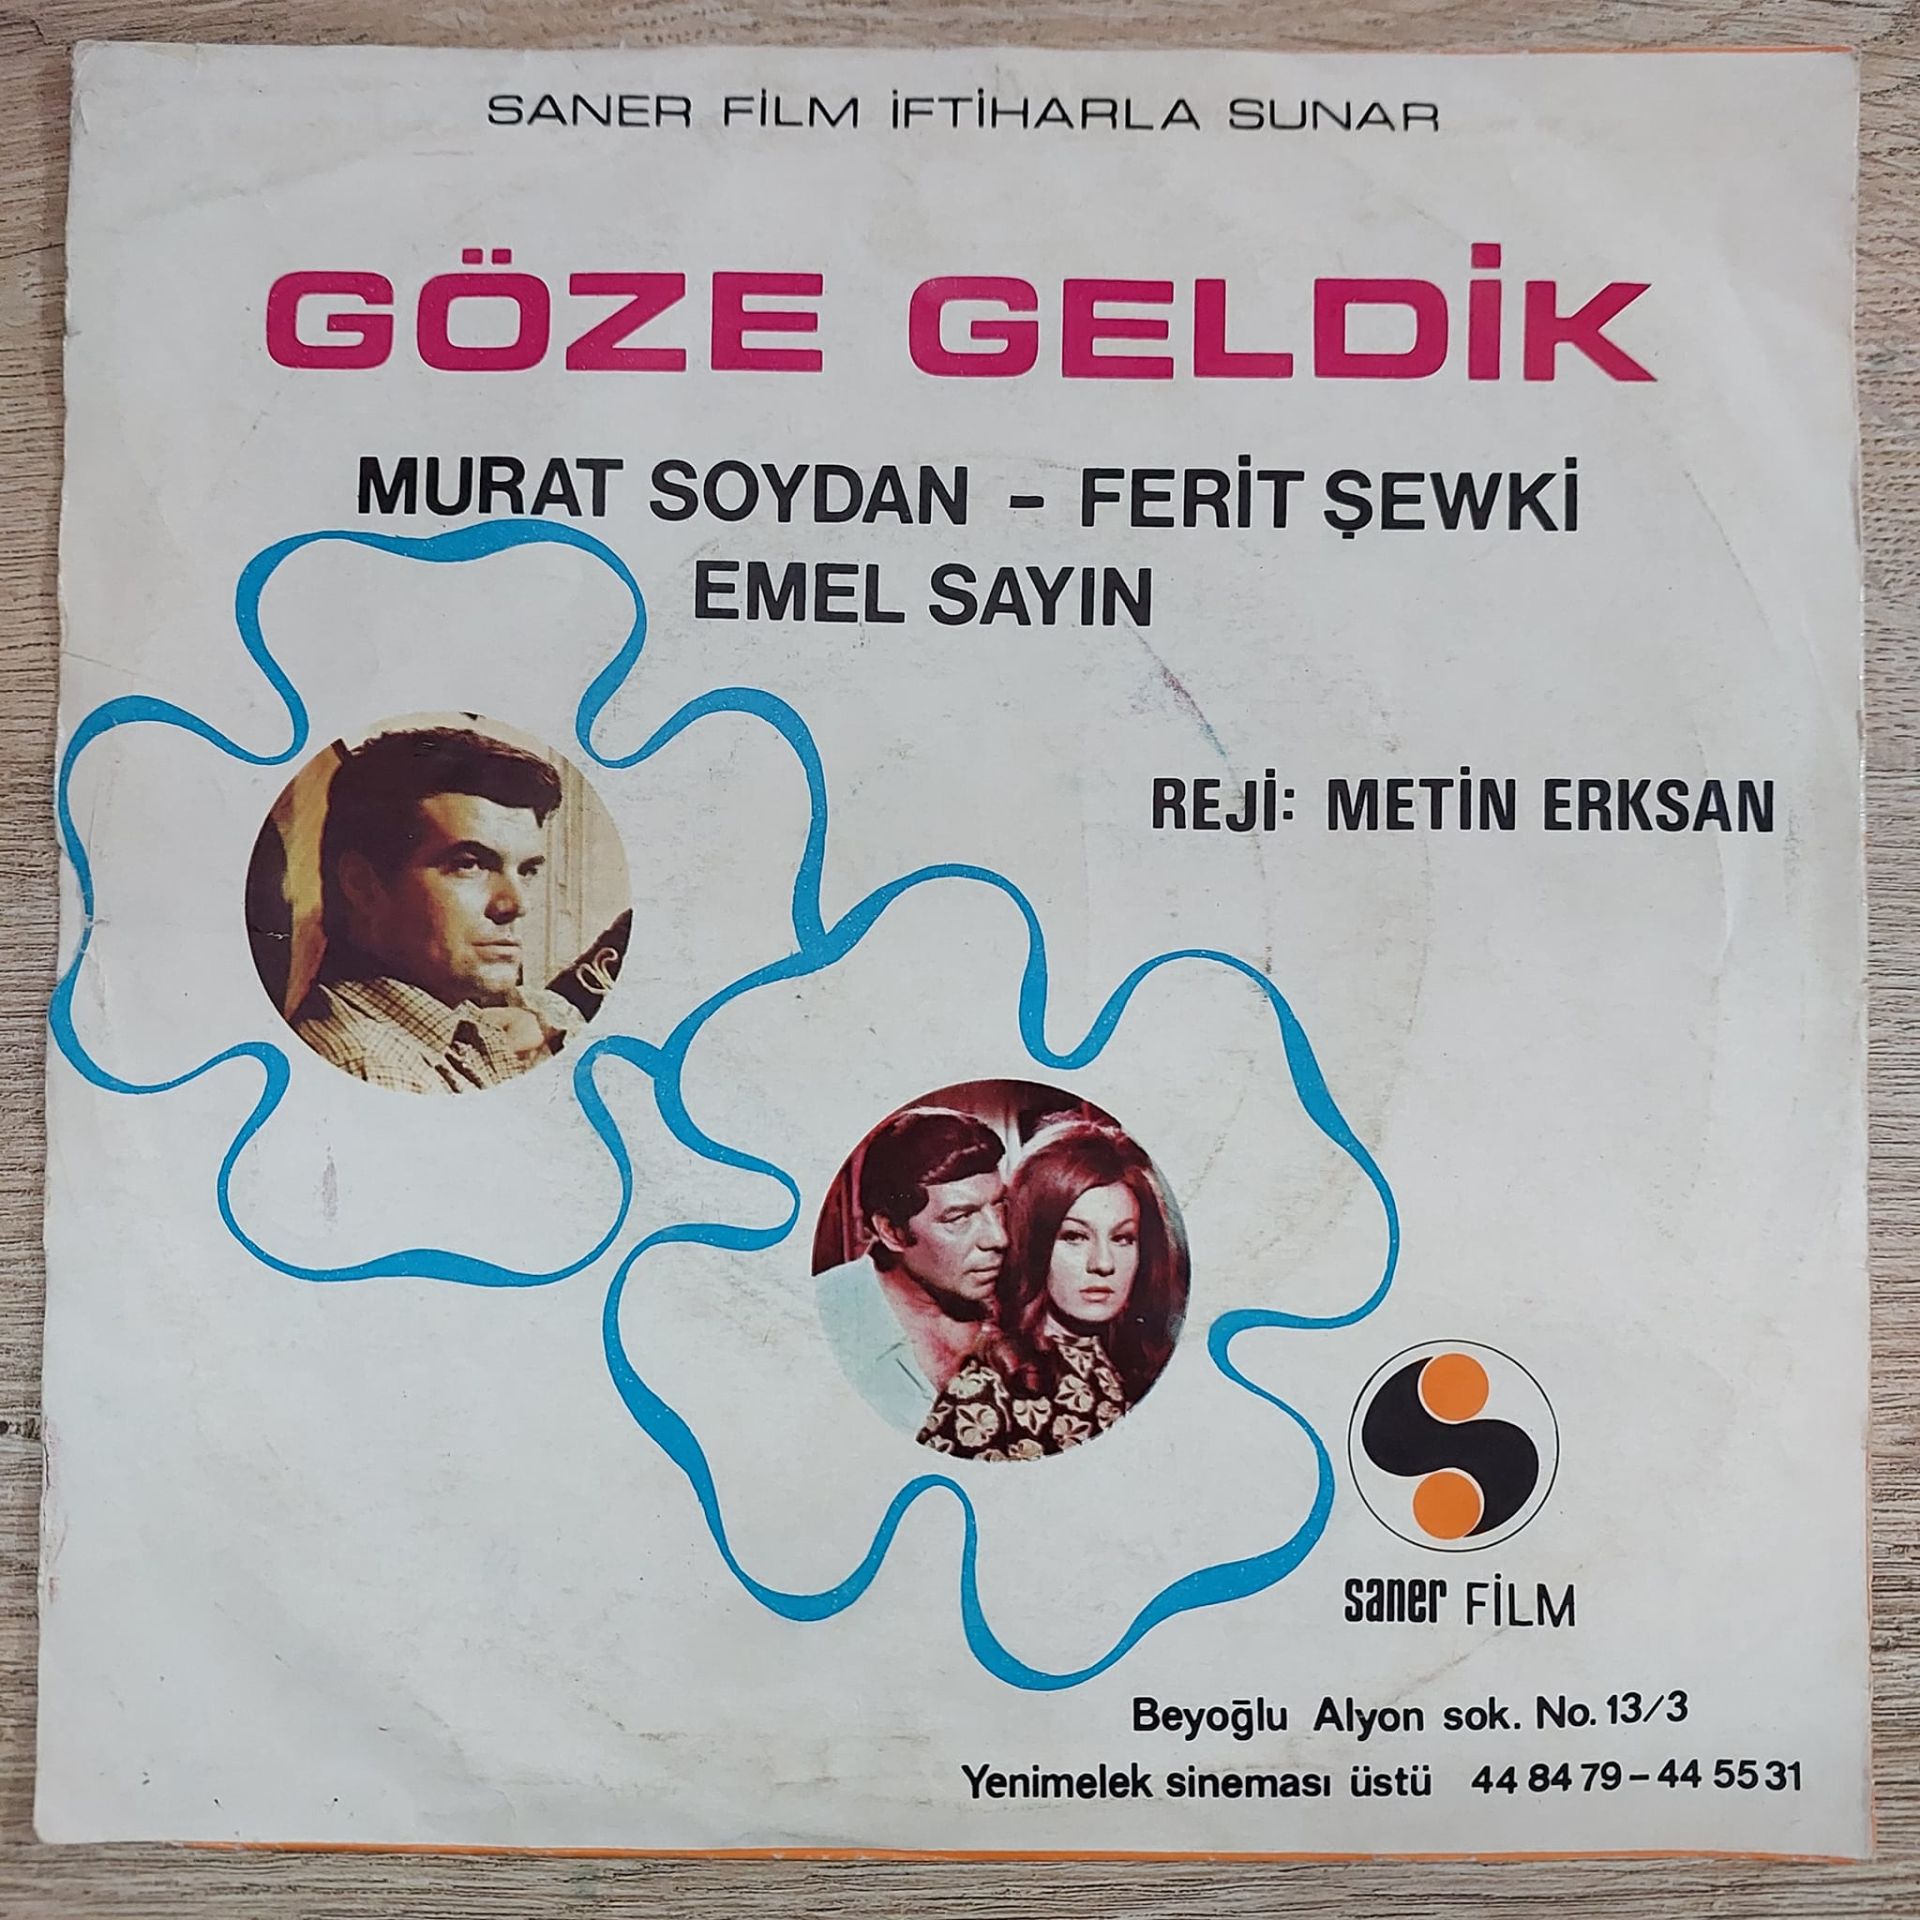 SANER FİLM İFTİHARLA SUNAR
GÖZE GELDİK
MURAT SOYDAN - FERİT ŞEWKİ
EMEL SAYIN
REJİ: METİN ERKSAN
saner FİLM
Beyoğlu Alyon sok. No. 13/3
Yenimelek sineması üstü 44 84 79 - 44 55 31